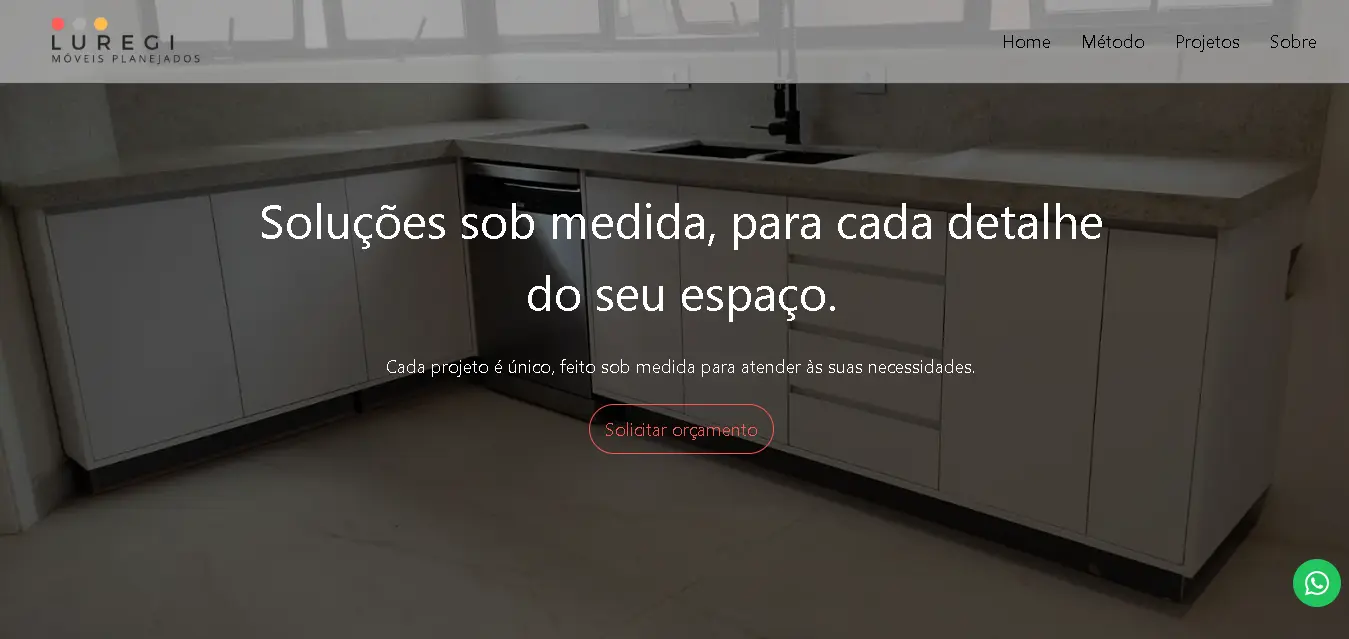 LUREGI
MÓVEIS PLANEJADOS
Home Método Projetos Sobre
Soluções sob medida, para cada detalhe
do seu espaço.
Cada projeto é único, feito sob medida para atender às suas necessidades.
Solicitar orçamento